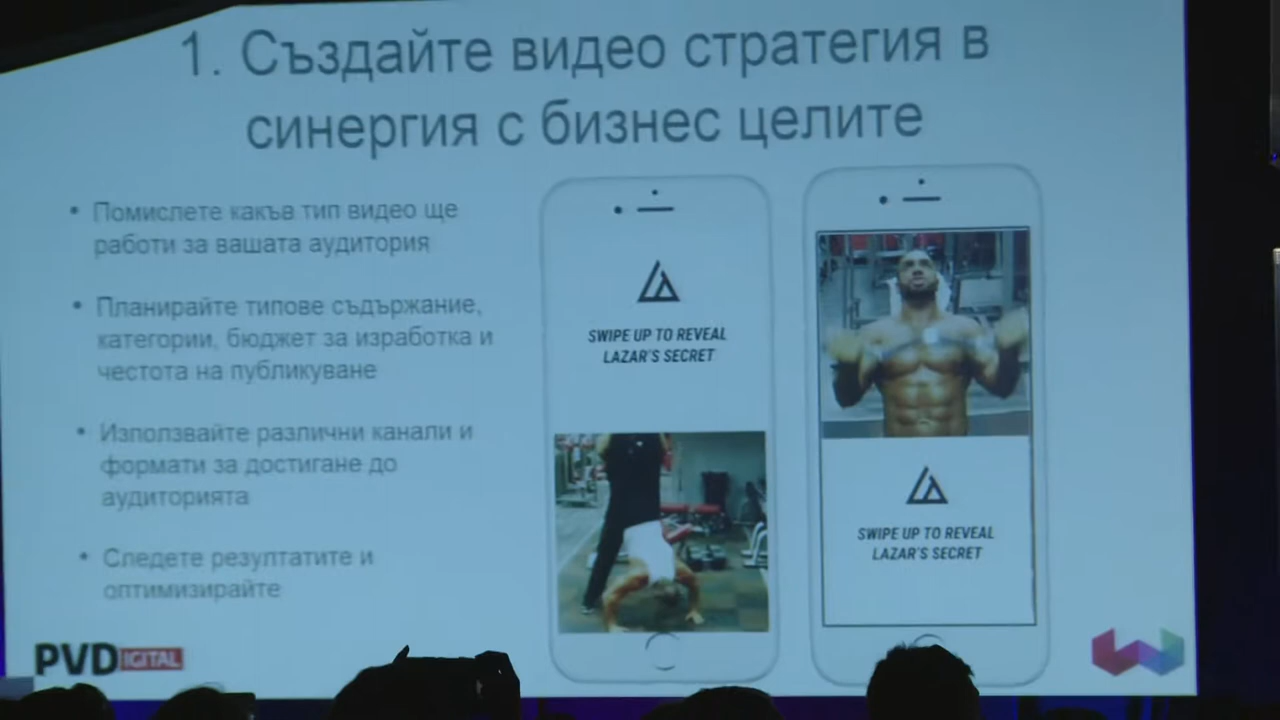 1. Създайте видео стратегия в
синергия с бизнес целите
• Помислете какъв тип видео ще
работи за вашата аудитория
• Планирайте типове съдържание,
категории, бюджет за изработка и
честота на публикуване
• Използвайте различни канали и
формати за достигане до
аудиторията
• Следете резултатите и
оптимизирайте
SWIPE UP TO REVEAL
LAZAR'S SECRET
SWIPE UP TO REVEAL
LAZAR'S SECRET
PVDIGITAL